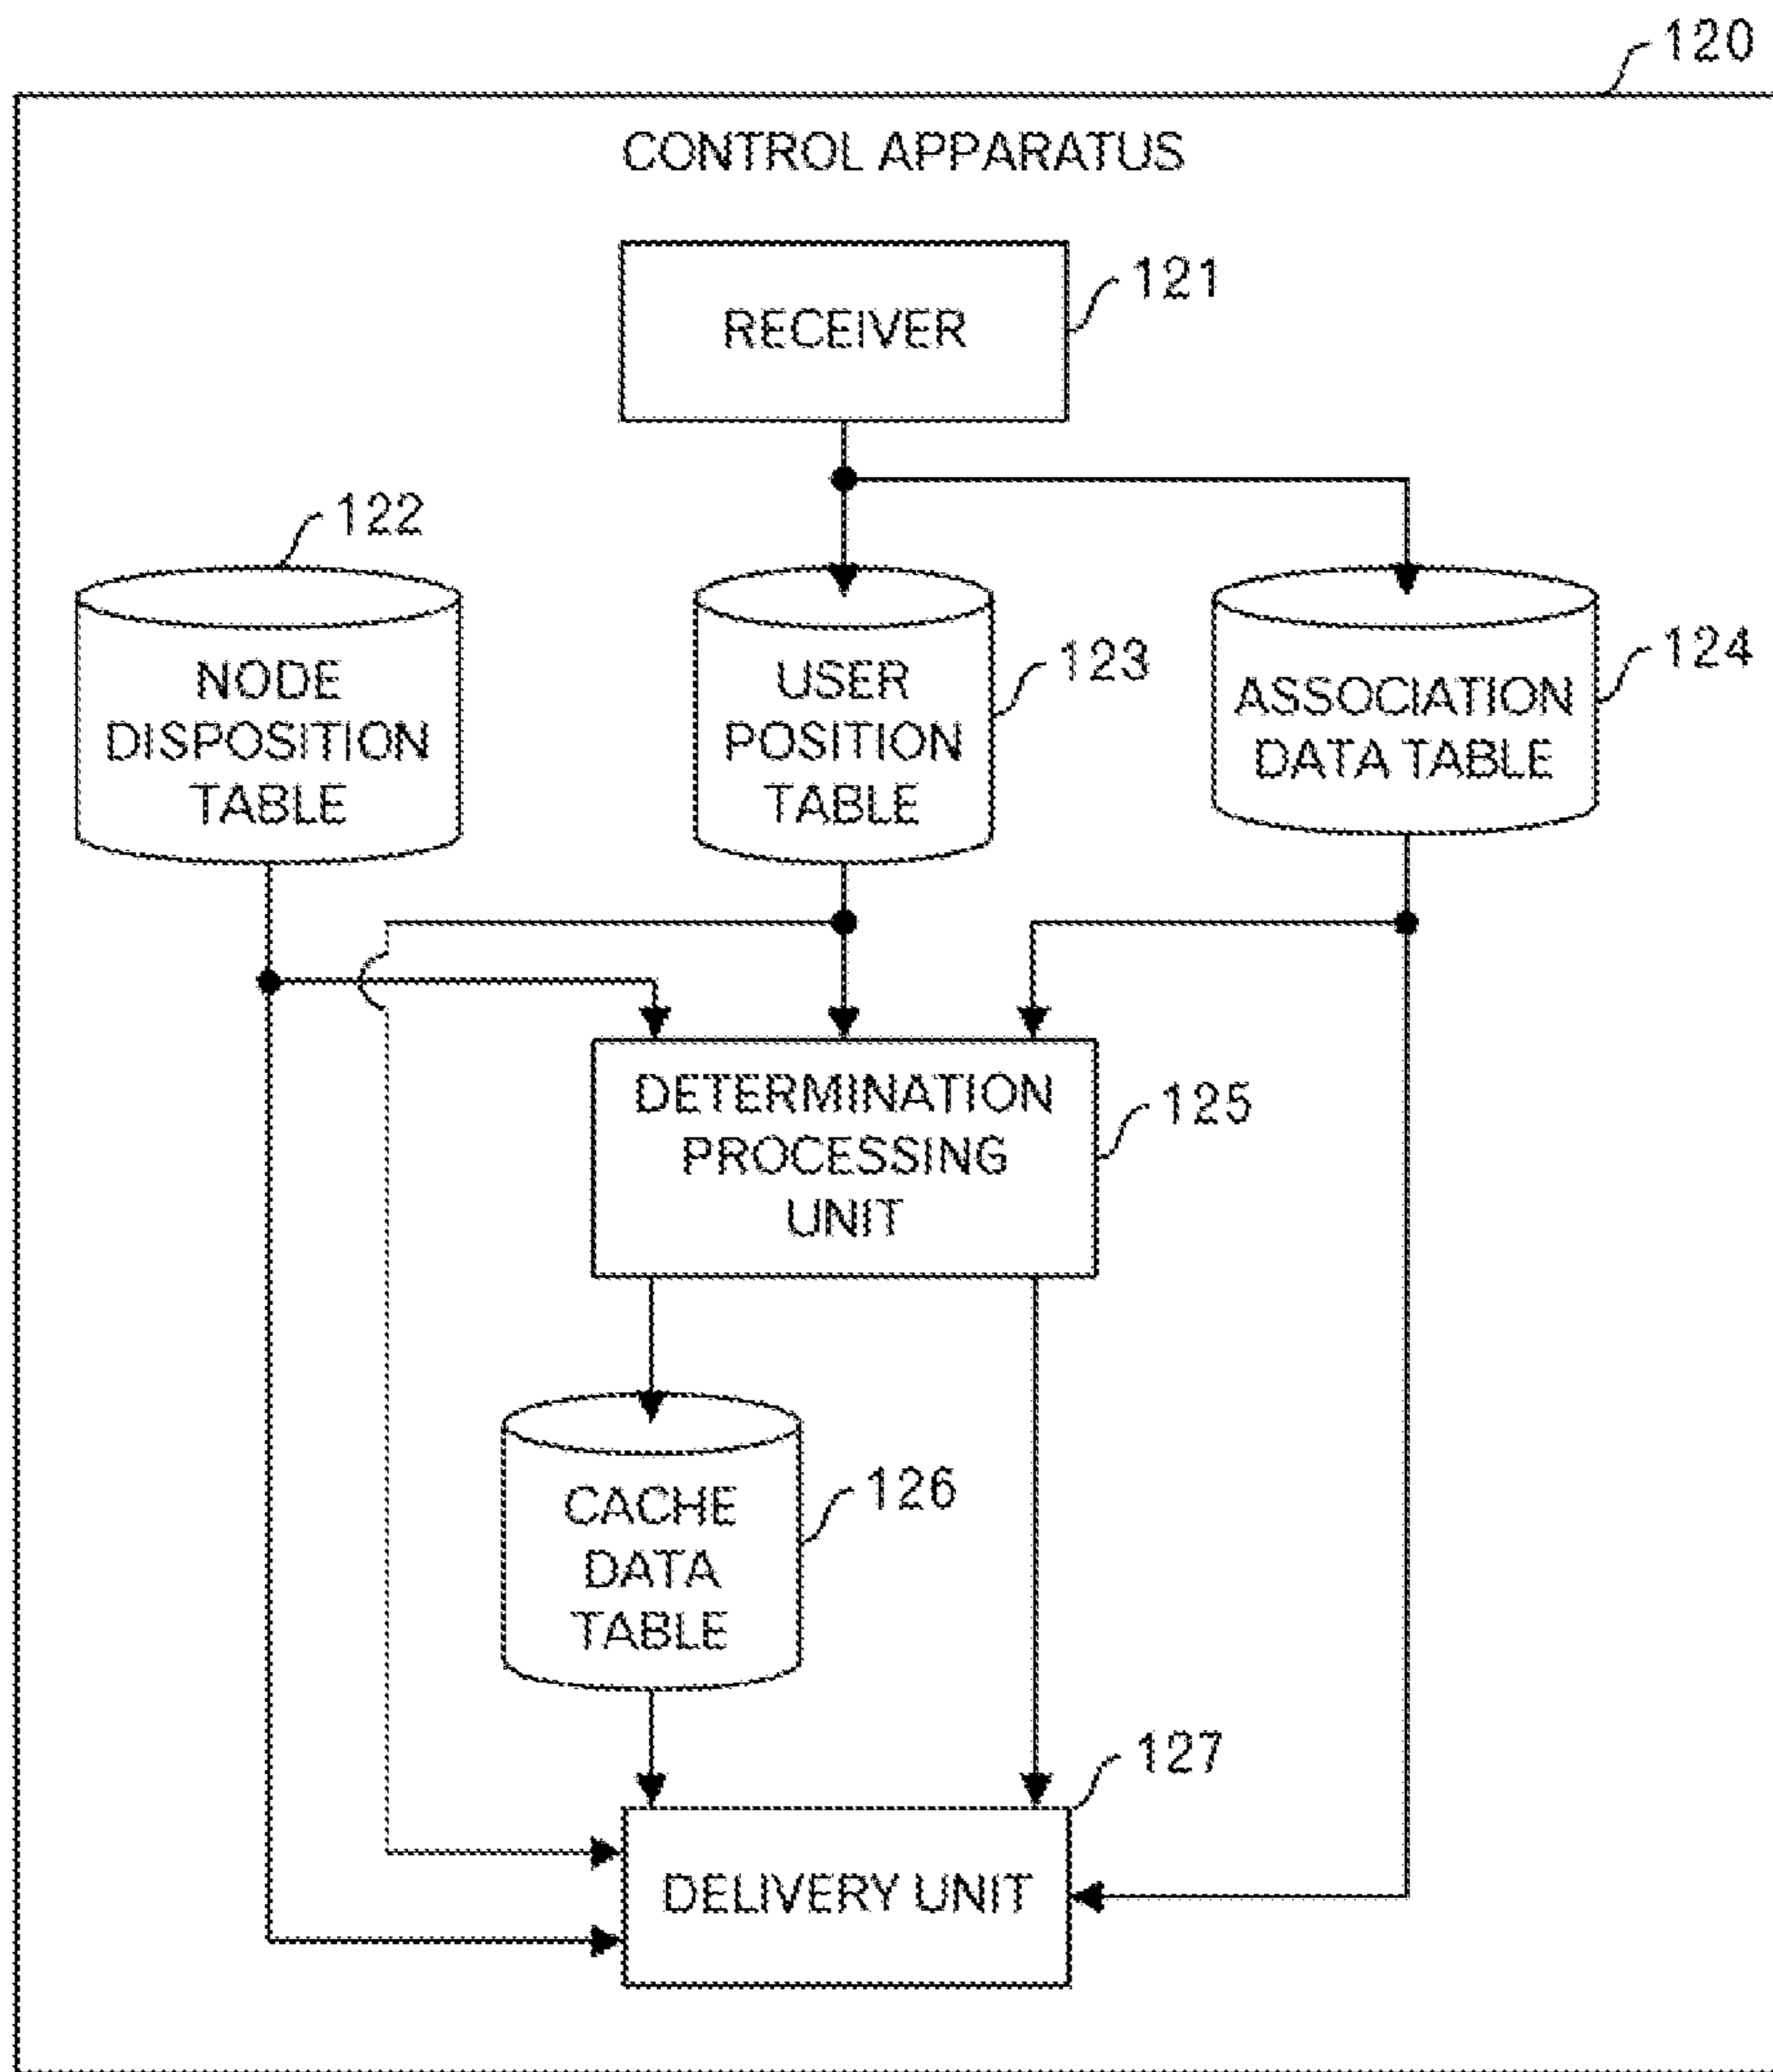 120
CONTROL APPARATUS
RECEIVER
121
122
NODE
DISPOSITION
TABLE
USER
POSITION
TABLE
123
ASSOCIATION
DATA TABLE
124
DETERMINATION
PROCESSING
UNIT
125
CACHE
DATA
TABLE
126
127
DELIVERY UNIT